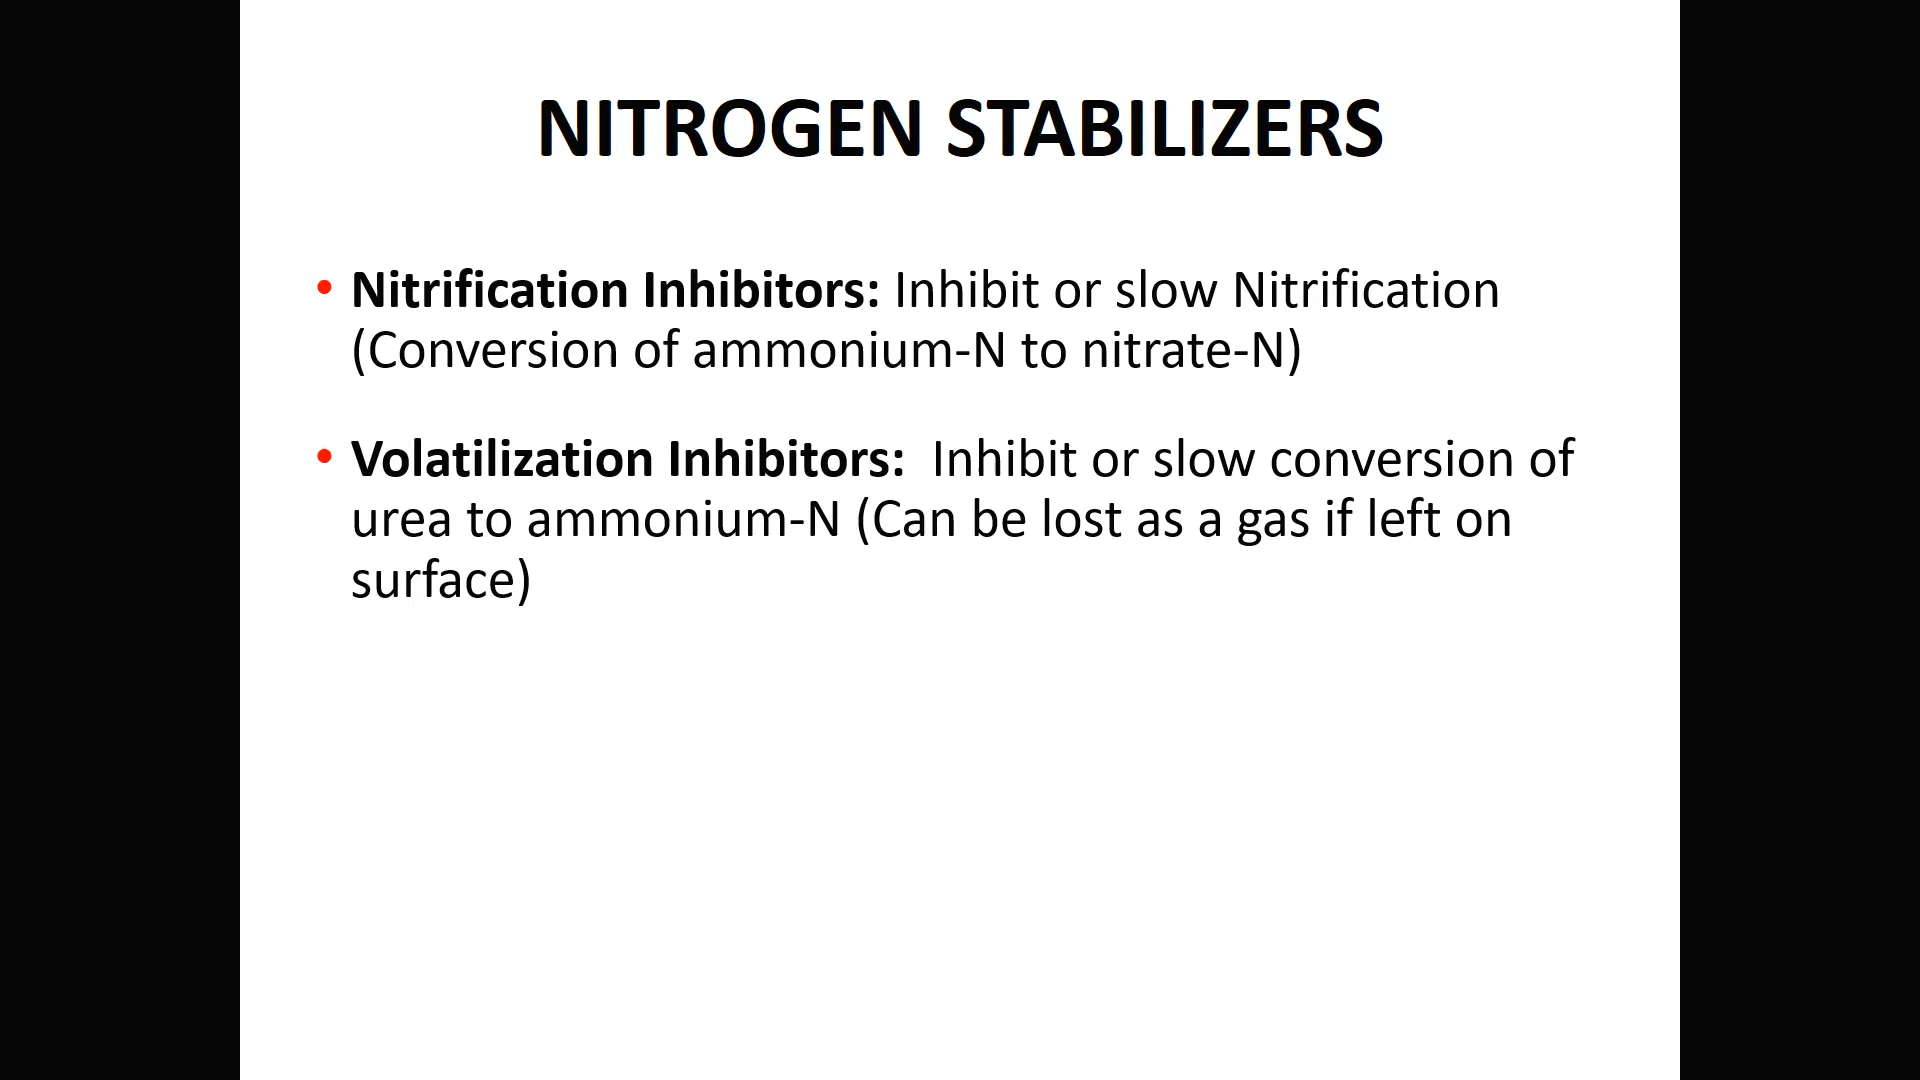 NITROGEN STABILIZERS
• Nitrification Inhibitors: Inhibit or slow Nitrification
(Conversion of ammonium-N to nitrate-N)
• Volatilization Inhibitors:  Inhibit or slow conversion of
urea to ammonium-N (Can be lost as a gas if left on
surface)